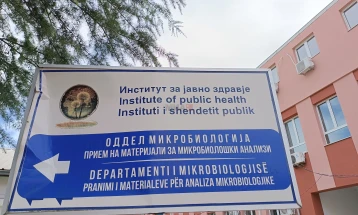 Институт за јавно здравје
Institute of public health
Instituti i shendetit publik
ОДДЕЛ МИКРОБИОЛОГИЈА
ПРИЕМ НА МАТЕРИЈАЛИ ЗА МИКРОБИОЛОШКИ АНАЛИЗИ
DEPARTAMENTI I MIKROBIOLOGJISË
PRANIMI I MATERIALEVE PËR ANALIZA MIKROBIOLOGJIKE